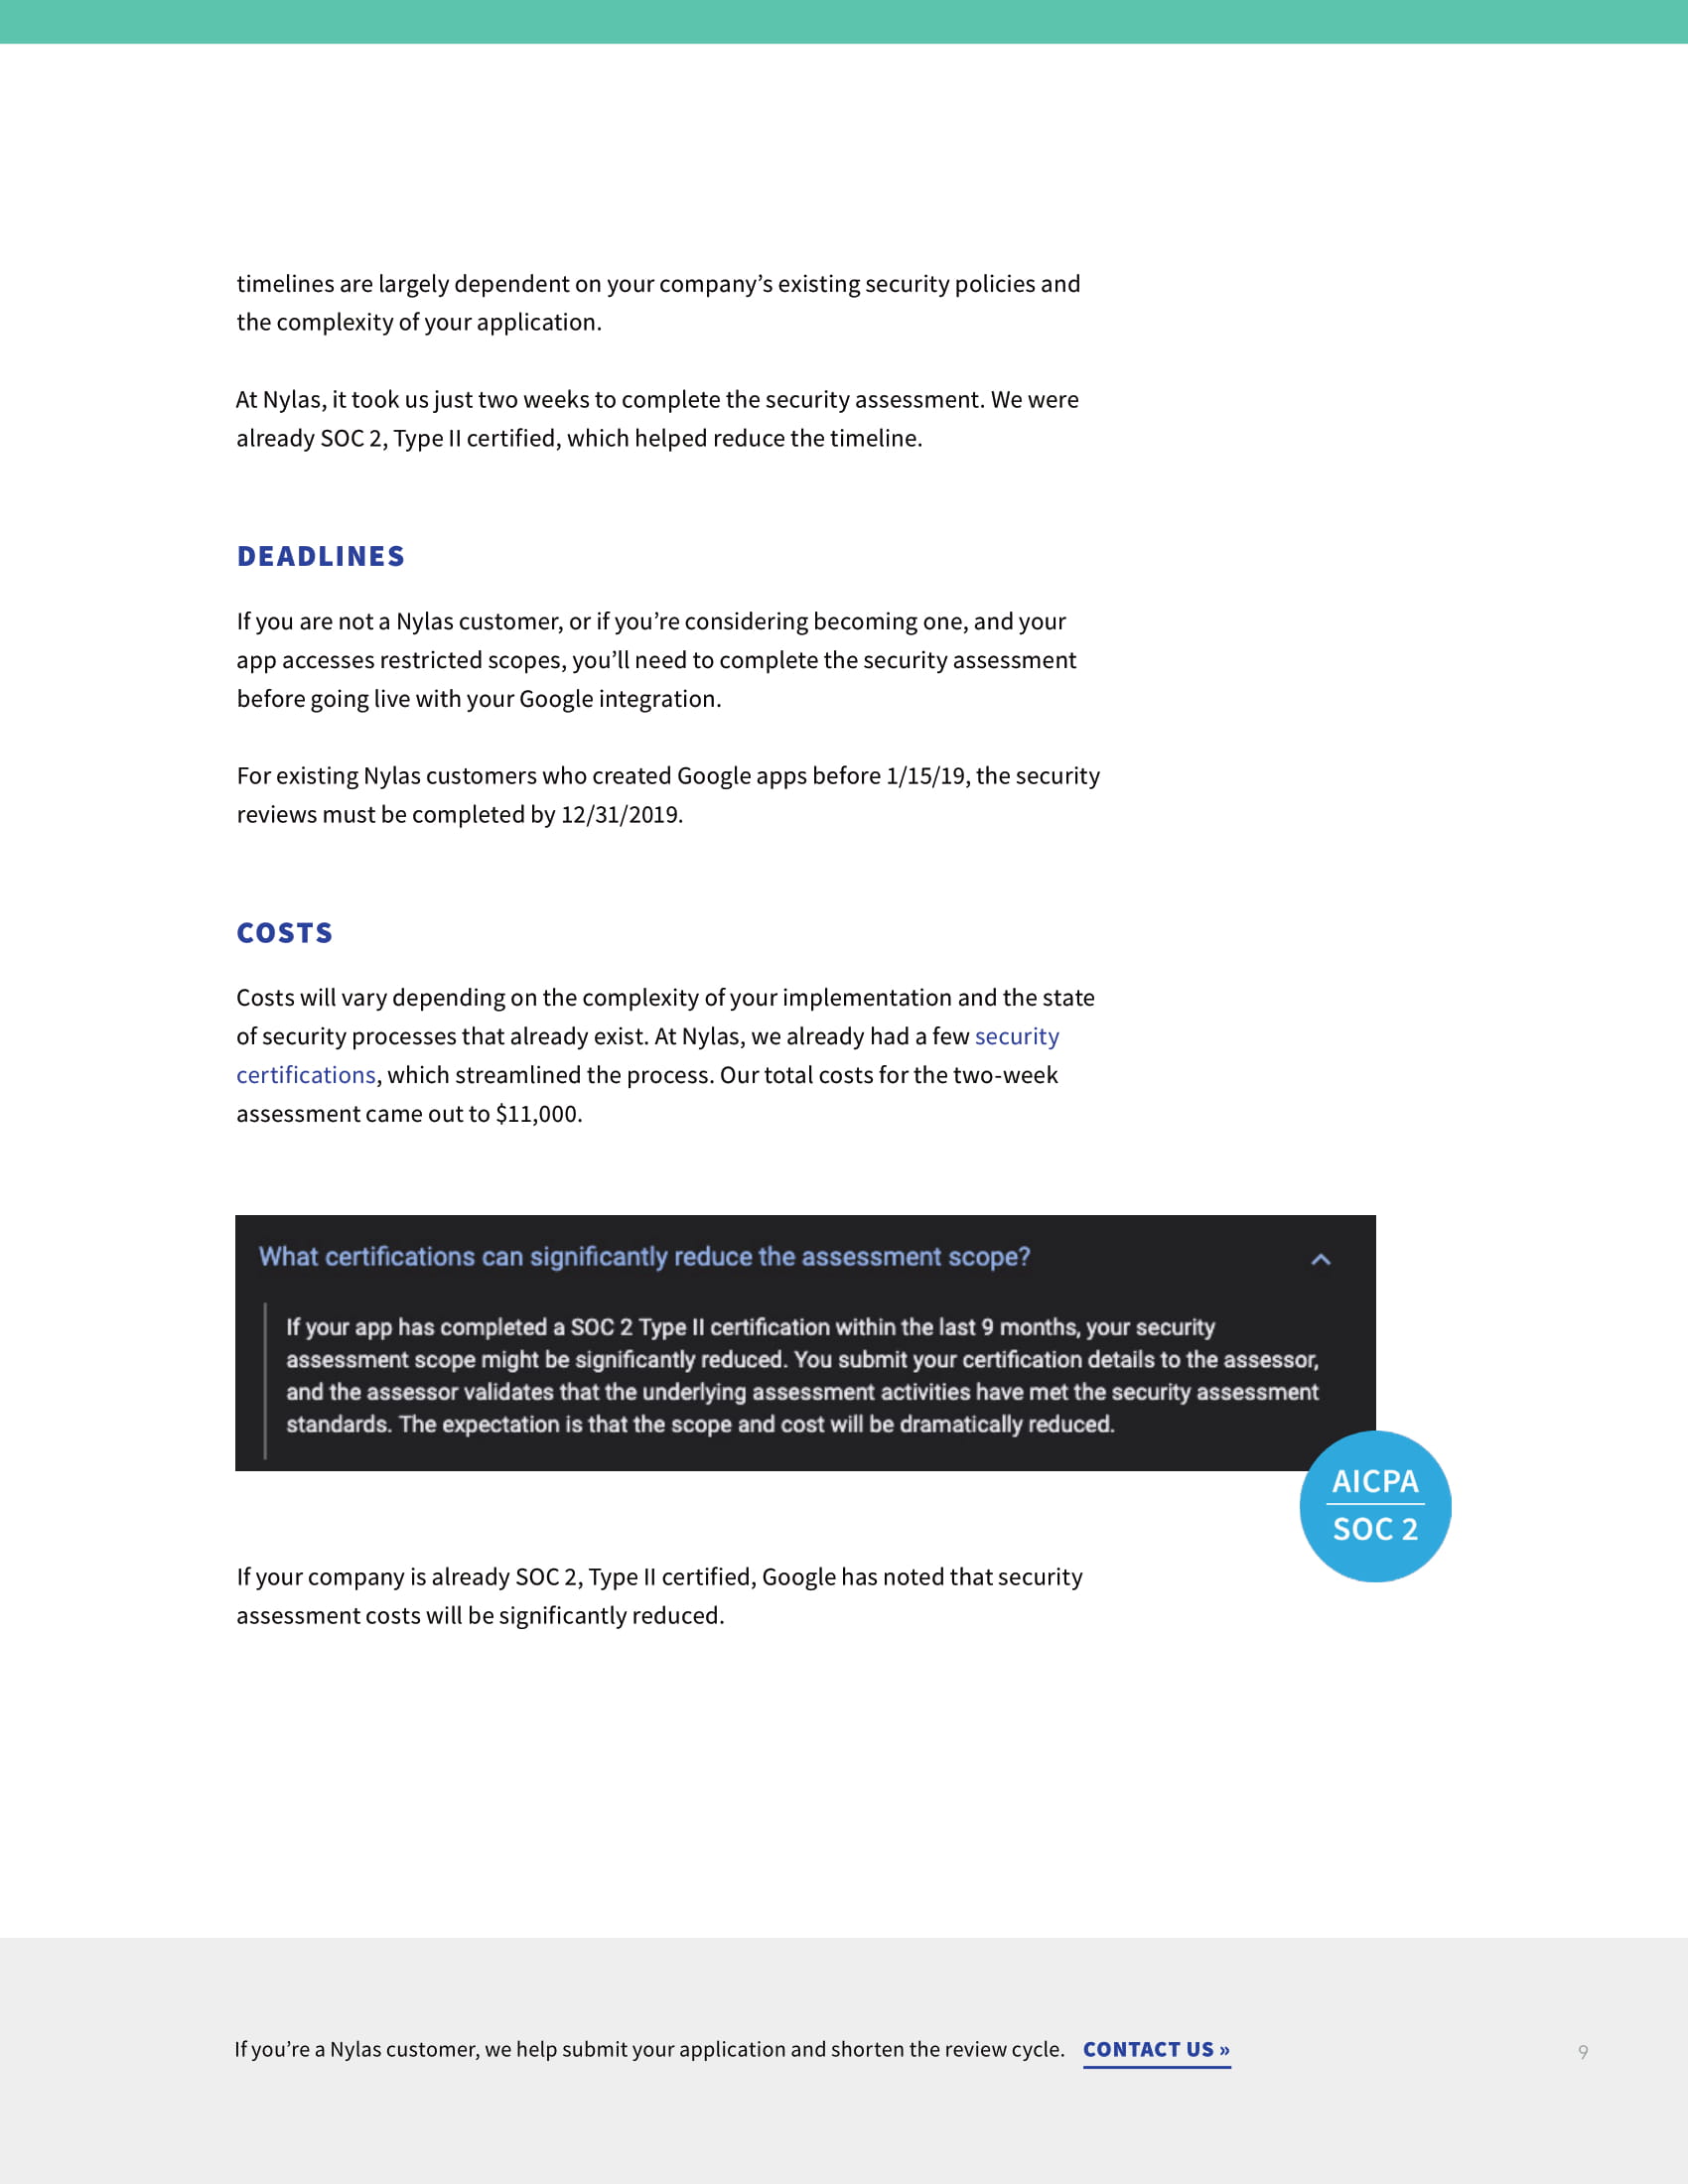 timelines are largely dependent on your company’s existing security policies and
the complexity of your application.
At Nylas, it took us just two weeks to complete the security assessment. We were
already SOC 2, Type II certified, which helped reduce the timeline.
DEADLINES
If you are not a Nylas customer, or if you’re considering becoming one, and your
app accesses restricted scopes, you’ll need to complete the security assessment
before going live with your Google integration.
For existing Nylas customers who created Google apps before 1/15/19, the security
reviews must be completed by 12/31/2019.
COSTS
Costs will vary depending on the complexity of your implementation and the state
of security processes that already exist. At Nylas, we already had a few security
certifications, which streamlined the process. Our total costs for the two-week
assessment came out to $11,000.
What certifications can significantly reduce the assessment scope?
If your app has completed a SOC 2 Type II certification within the last 9 months, your security
assessment scope might be significantly reduced. You submit your certification details to the assessor,
and the assessor validates that the underlying assessment activities have met the security assessment
standards. The expectation is that the scope and cost will be dramatically reduced.
AICPA
SOC 2
If your company is already SOC 2, Type II certified, Google has noted that security
assessment costs will be significantly reduced.
If you’re a Nylas customer, we help submit your application and shorten the review cycle. CONTACT US »
9